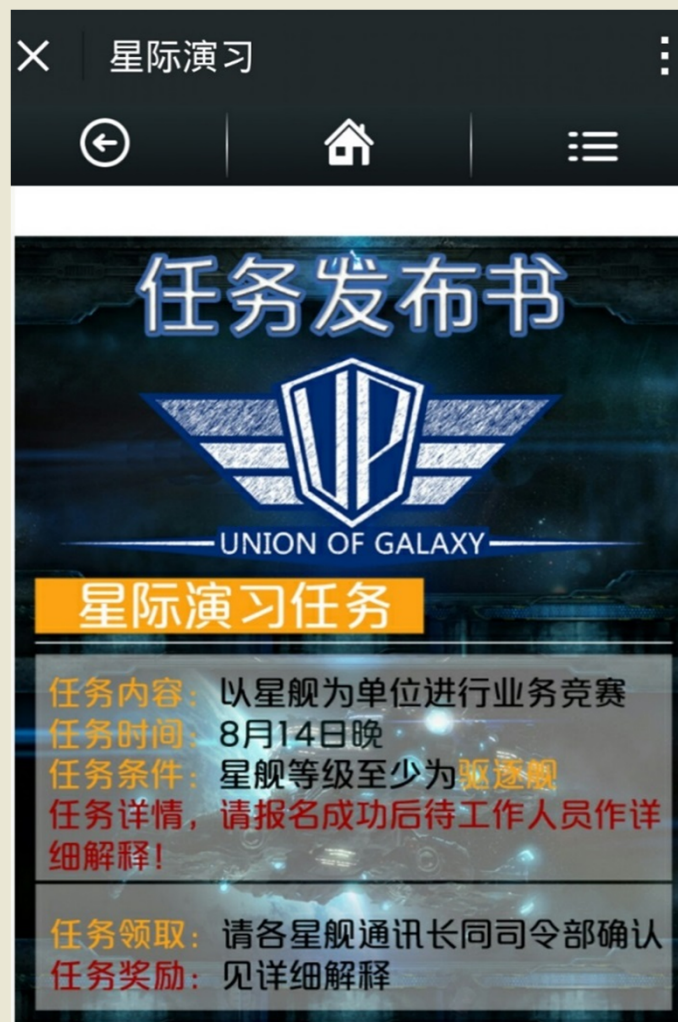 星际演习
任务发布书
UP
UNION OF GALAXY
星际演习任务
任务内容：以星舰为单位进行业务竞赛
任务时间：8月14日晚
任务条件：星舰等级至少为驱逐舰
任务详情，请报名成功后待工作人员作详
细解释！
任务领取：请各星舰通讯长同司令部确认
任务奖励：见详细解释